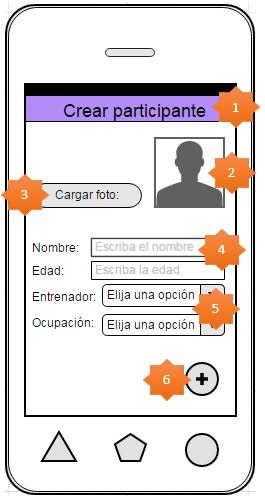 Crear participante
1
2
3
Cargar foto:
Nombre:
Escriba el nombre
4
Edad:
Escriba la edad
Entrenador:
Elija una opción
5
Ocupación:
Elija una opción
6